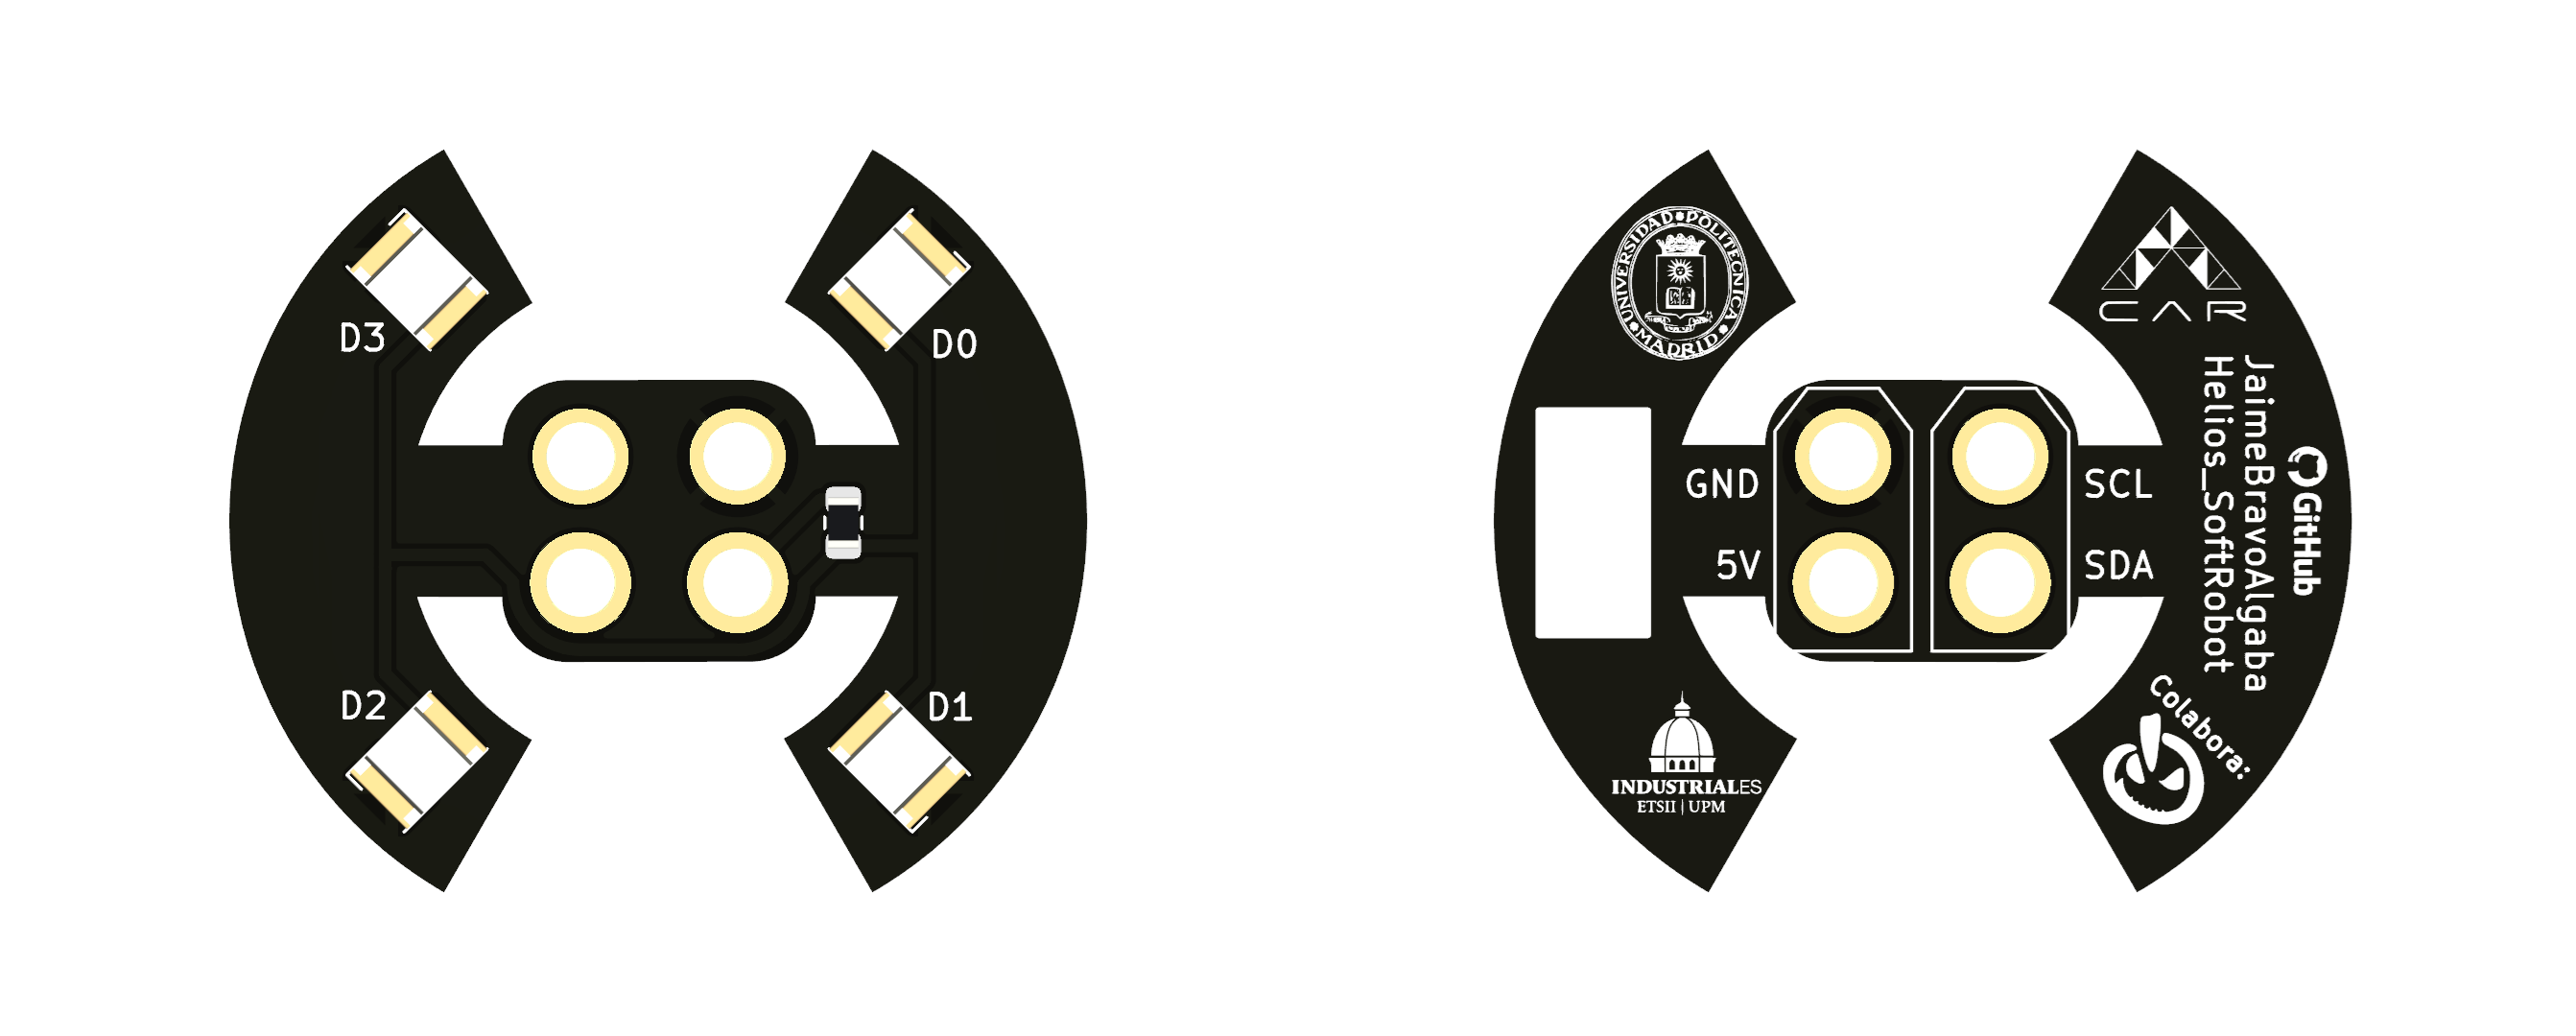 D3
D0
D2
D1
UNIVERSIDAD POLITECNICA
MADRID
CAR
GND
5V
SCL
SDA
GitHub
JaimeBravoAlgaba
Helios_SoftRobot
INDUSTRIALES
ETSII | UPM
Colabora: